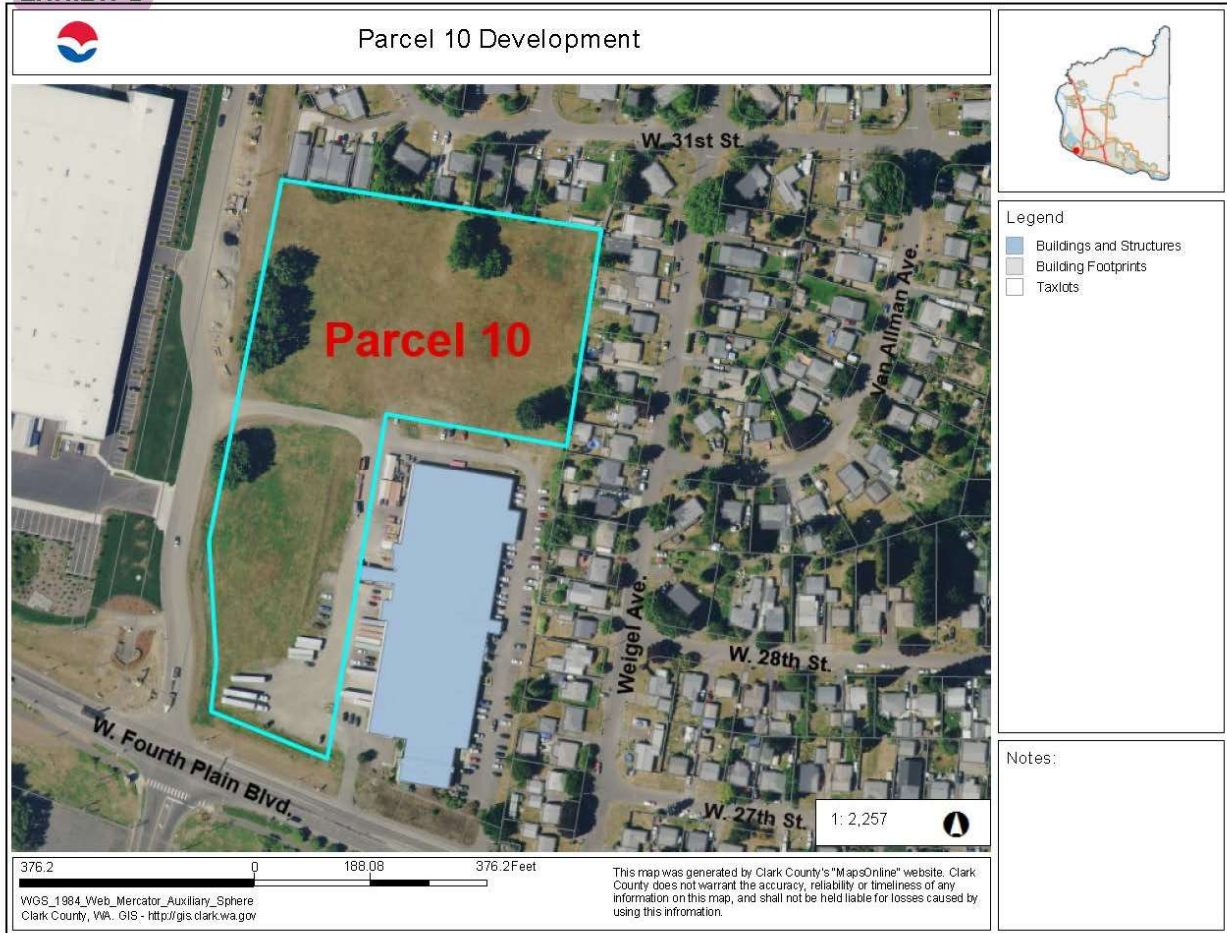 Parcel 10 Development
W. 31st St.
Van Allman Ave.
Parcel 10
Weigel Ave.
W. 28th St.
W. Fourth Plain Blvd,
W. 27th St.
1: 2,257
Legend
Buildings and Structures
Building Footprints
Taxlots
Notes:
376.2 0 188.08 376.2 Feet
WGS_1984_Web_Mercator_Auxiliary_Sphere
Clark County, WA. GIS - http://gis.clark.wa.gov
This map was generated by Clark County's "MapsOnline" website. Clark
County does not warrant the accuracy, reliability or timeliness of any
information on this map, and shall not be held liable for losses caused by
using this infromation.